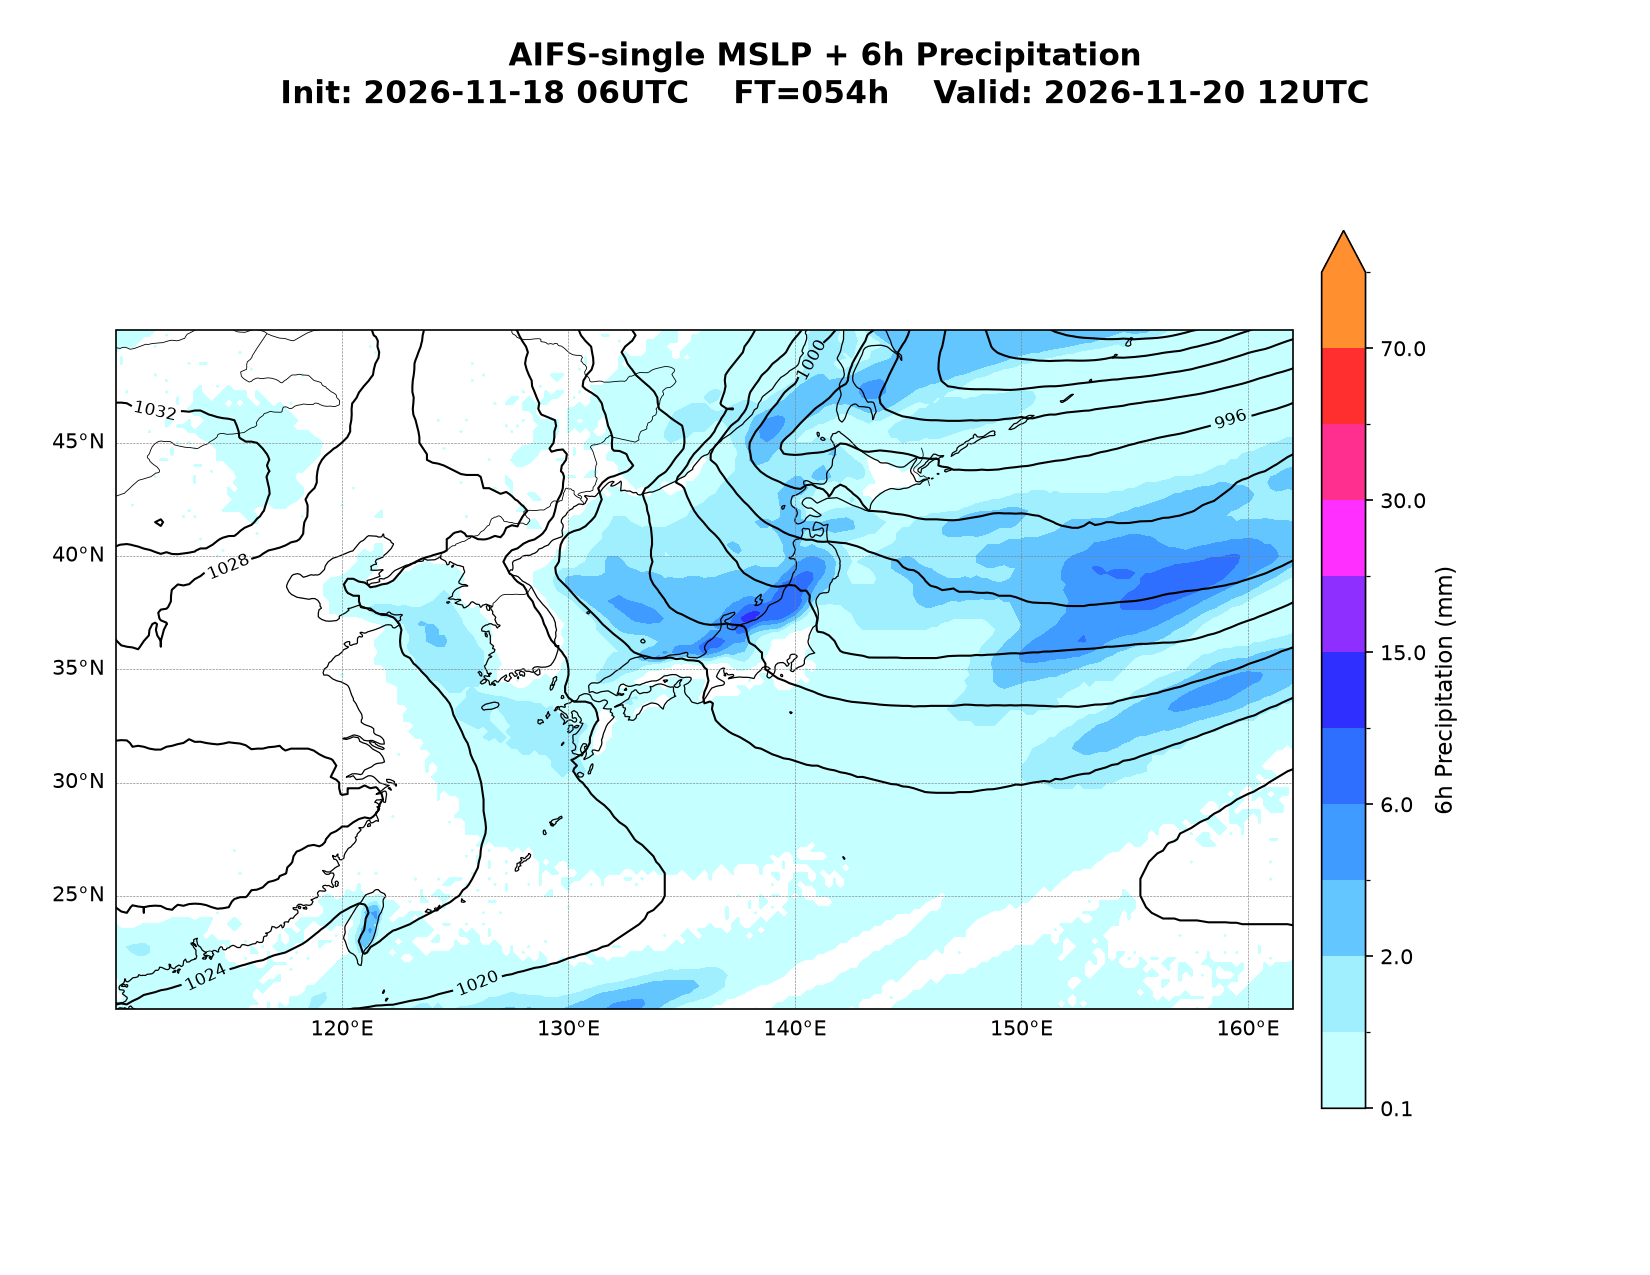 AIFS-single MSLP + 6h Precipitation
Init: 2026-11-18 06UTC    FT=054h    Valid: 2026-11-20 12UTC
1032
1028
1024
1020
1000
996
45°N
40°N
35°N
30°N
25°N
120°E
130°E
140°E
150°E
160°E
70.0
30.0
15.0
6.0
2.0
0.1
6h Precipitation (mm)